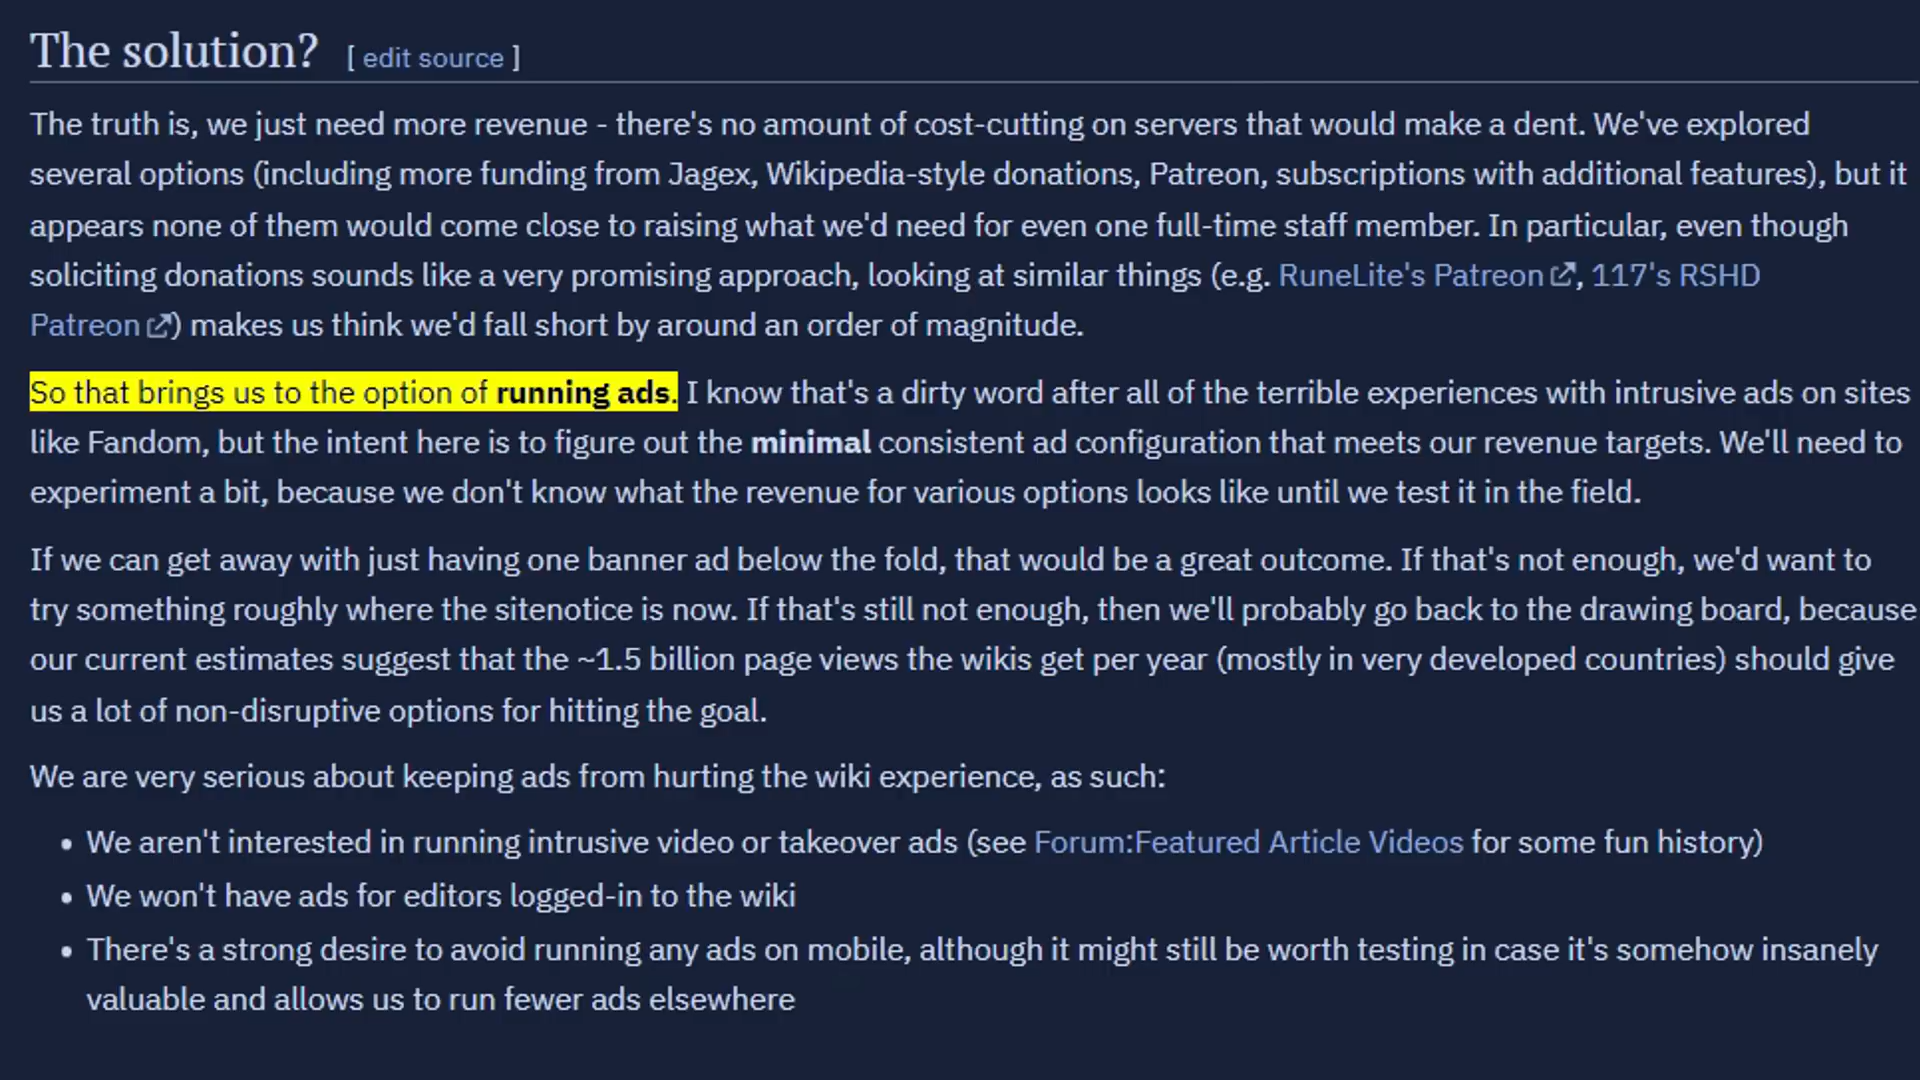 The solution? [ edit source ]
The truth is, we just need more revenue - there's no amount of cost-cutting on servers that would make a dent. We've explored
several options (including more funding from Jagex, Wikipedia-style donations, Patreon, subscriptions with additional features), but it
appears none of them would come close to raising what we'd need for even one full-time staff member. In particular, even though
soliciting donations sounds like a very promising approach, looking at similar things (e.g. RuneLite's Patreon, 117's RSHD
Patreon) makes us think we'd fall short by around an order of magnitude.
So that brings us to the option of running ads. I know that's a dirty word after all of the terrible experiences with intrusive ads on sites
like Fandom, but the intent here is to figure out the minimal consistent ad configuration that meets our revenue targets. We'll need to
experiment a bit, because we don't know what the revenue for various options looks like until we test it in the field.
If we can get away with just having one banner ad below the fold, that would be a great outcome. If that's not enough, we'd want to
try something roughly where the sitenotice is now. If that's still not enough, then we'll probably go back to the drawing board, because
our current estimates suggest that the ~1.5 billion page views the wikis get per year (mostly in very developed countries) should give
us a lot of non-disruptive options for hitting the goal.
We are very serious about keeping ads from hurting the wiki experience, as such:
• We aren't interested in running intrusive video or takeover ads (see Forum:Featured Article Videos for some fun history)
• We won't have ads for editors logged-in to the wiki
• There's a strong desire to avoid running any ads on mobile, although it might still be worth testing in case it's somehow insanely
valuable and allows us to run fewer ads elsewhere